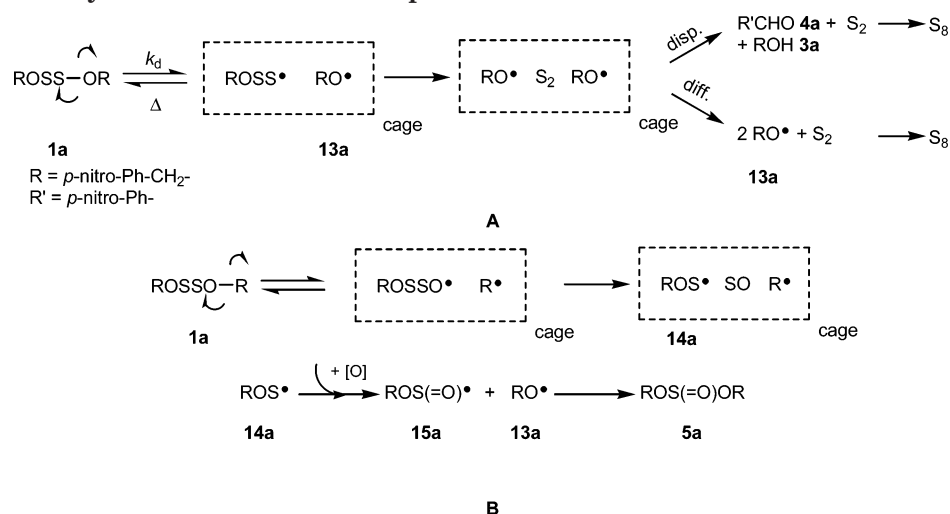 R'CHO 4a + S₂ → S₈
+ ROH 3a
disp.
ROSS–OR k_d Δ ROSS• RO• → RO• S₂ RO•
diff.
cage cage
2 RO• + S₂ → S₈
1a 13a 13a
R = p-nitro-Ph-CH₂-
R' = p-nitro-Ph-
A
ROSSO–R ROSSO• R• → ROS• SO R•
cage cage
1a 14a
+ [O]
ROS• → ROS(=O)• + RO• → ROS(=O)OR
14a 15a 13a 5a
B